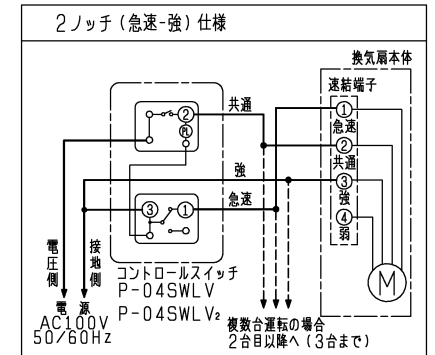 2ノッチ(急速-強)仕様
換気扇本体
速結端子
共通
②
PL
強
急速
③
①
①
急速
②
共通
③
強
④
弱
M
電圧側
接地側
電源
AC100V
50/60Hz
コントロールスイッチ
P-04SWLV
P-04SWLV₂
複数台運転の場合
2台目以降へ(3台まで)